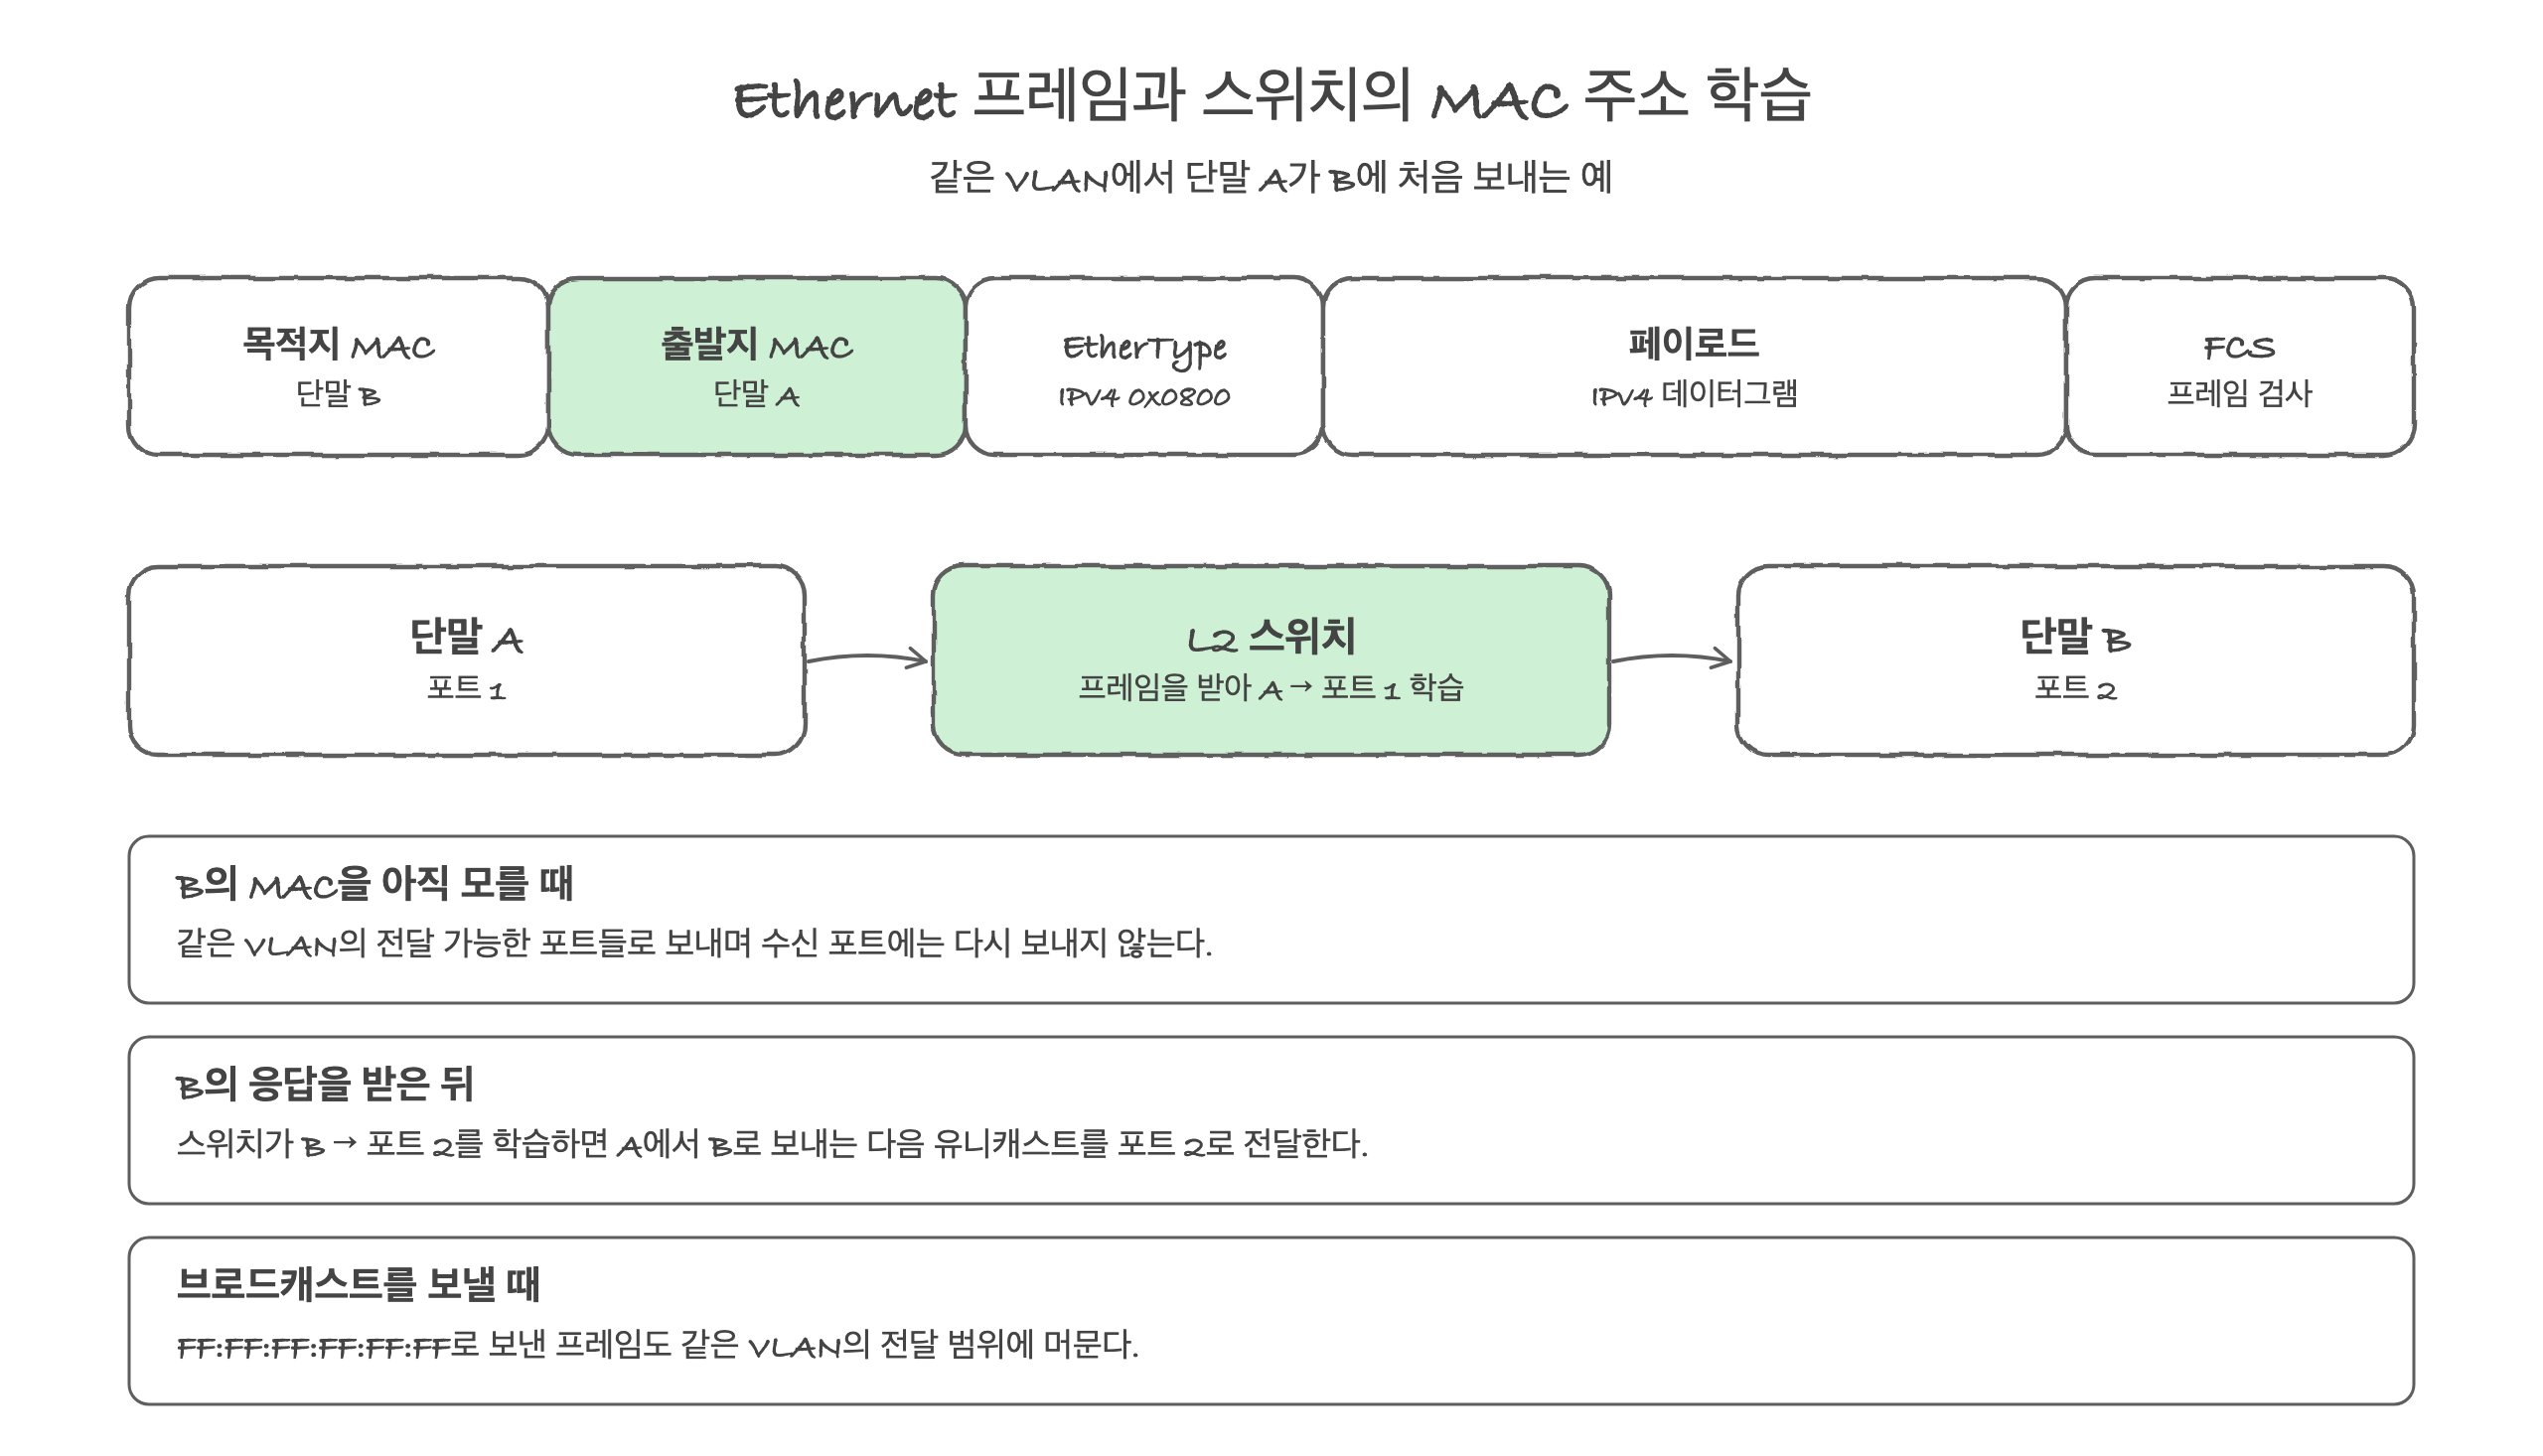 Ethernet 프레임과 스위치의 MAC 주소 학습
같은 VLAN에서 단말 A가 B에 처음 보내는 예
목적지 MAC
단말 B
출발지 MAC
단말 A
EtherType
IPv4 0x0800
페이로드
IPv4 데이터그램
FCS
프레임 검사
단말 A
포트 1
L2 스위치
프레임을 받아 A → 포트 1 학습
단말 B
포트 2
B의 MAC을 아직 모를 때
같은 VLAN의 전달 가능한 포트들로 보내며 수신 포트에는 다시 보내지 않는다.
B의 응답을 받은 뒤
스위치가 B → 포트 2를 학습하면 A에서 B로 보내는 다음 유니캐스트를 포트 2로 전달한다.
브로드캐스트를 보낼 때
FF:FF:FF:FF:FF:FF로 보낸 프레임도 같은 VLAN의 전달 범위에 머문다.